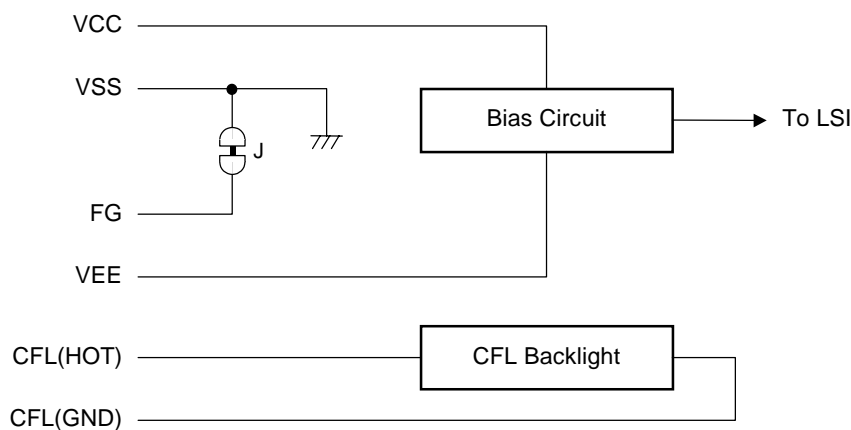 VCC
VSS
Bias Circuit
To LSI
J
FG
VEE
CFL(HOT)
CFL Backlight
CFL(GND)